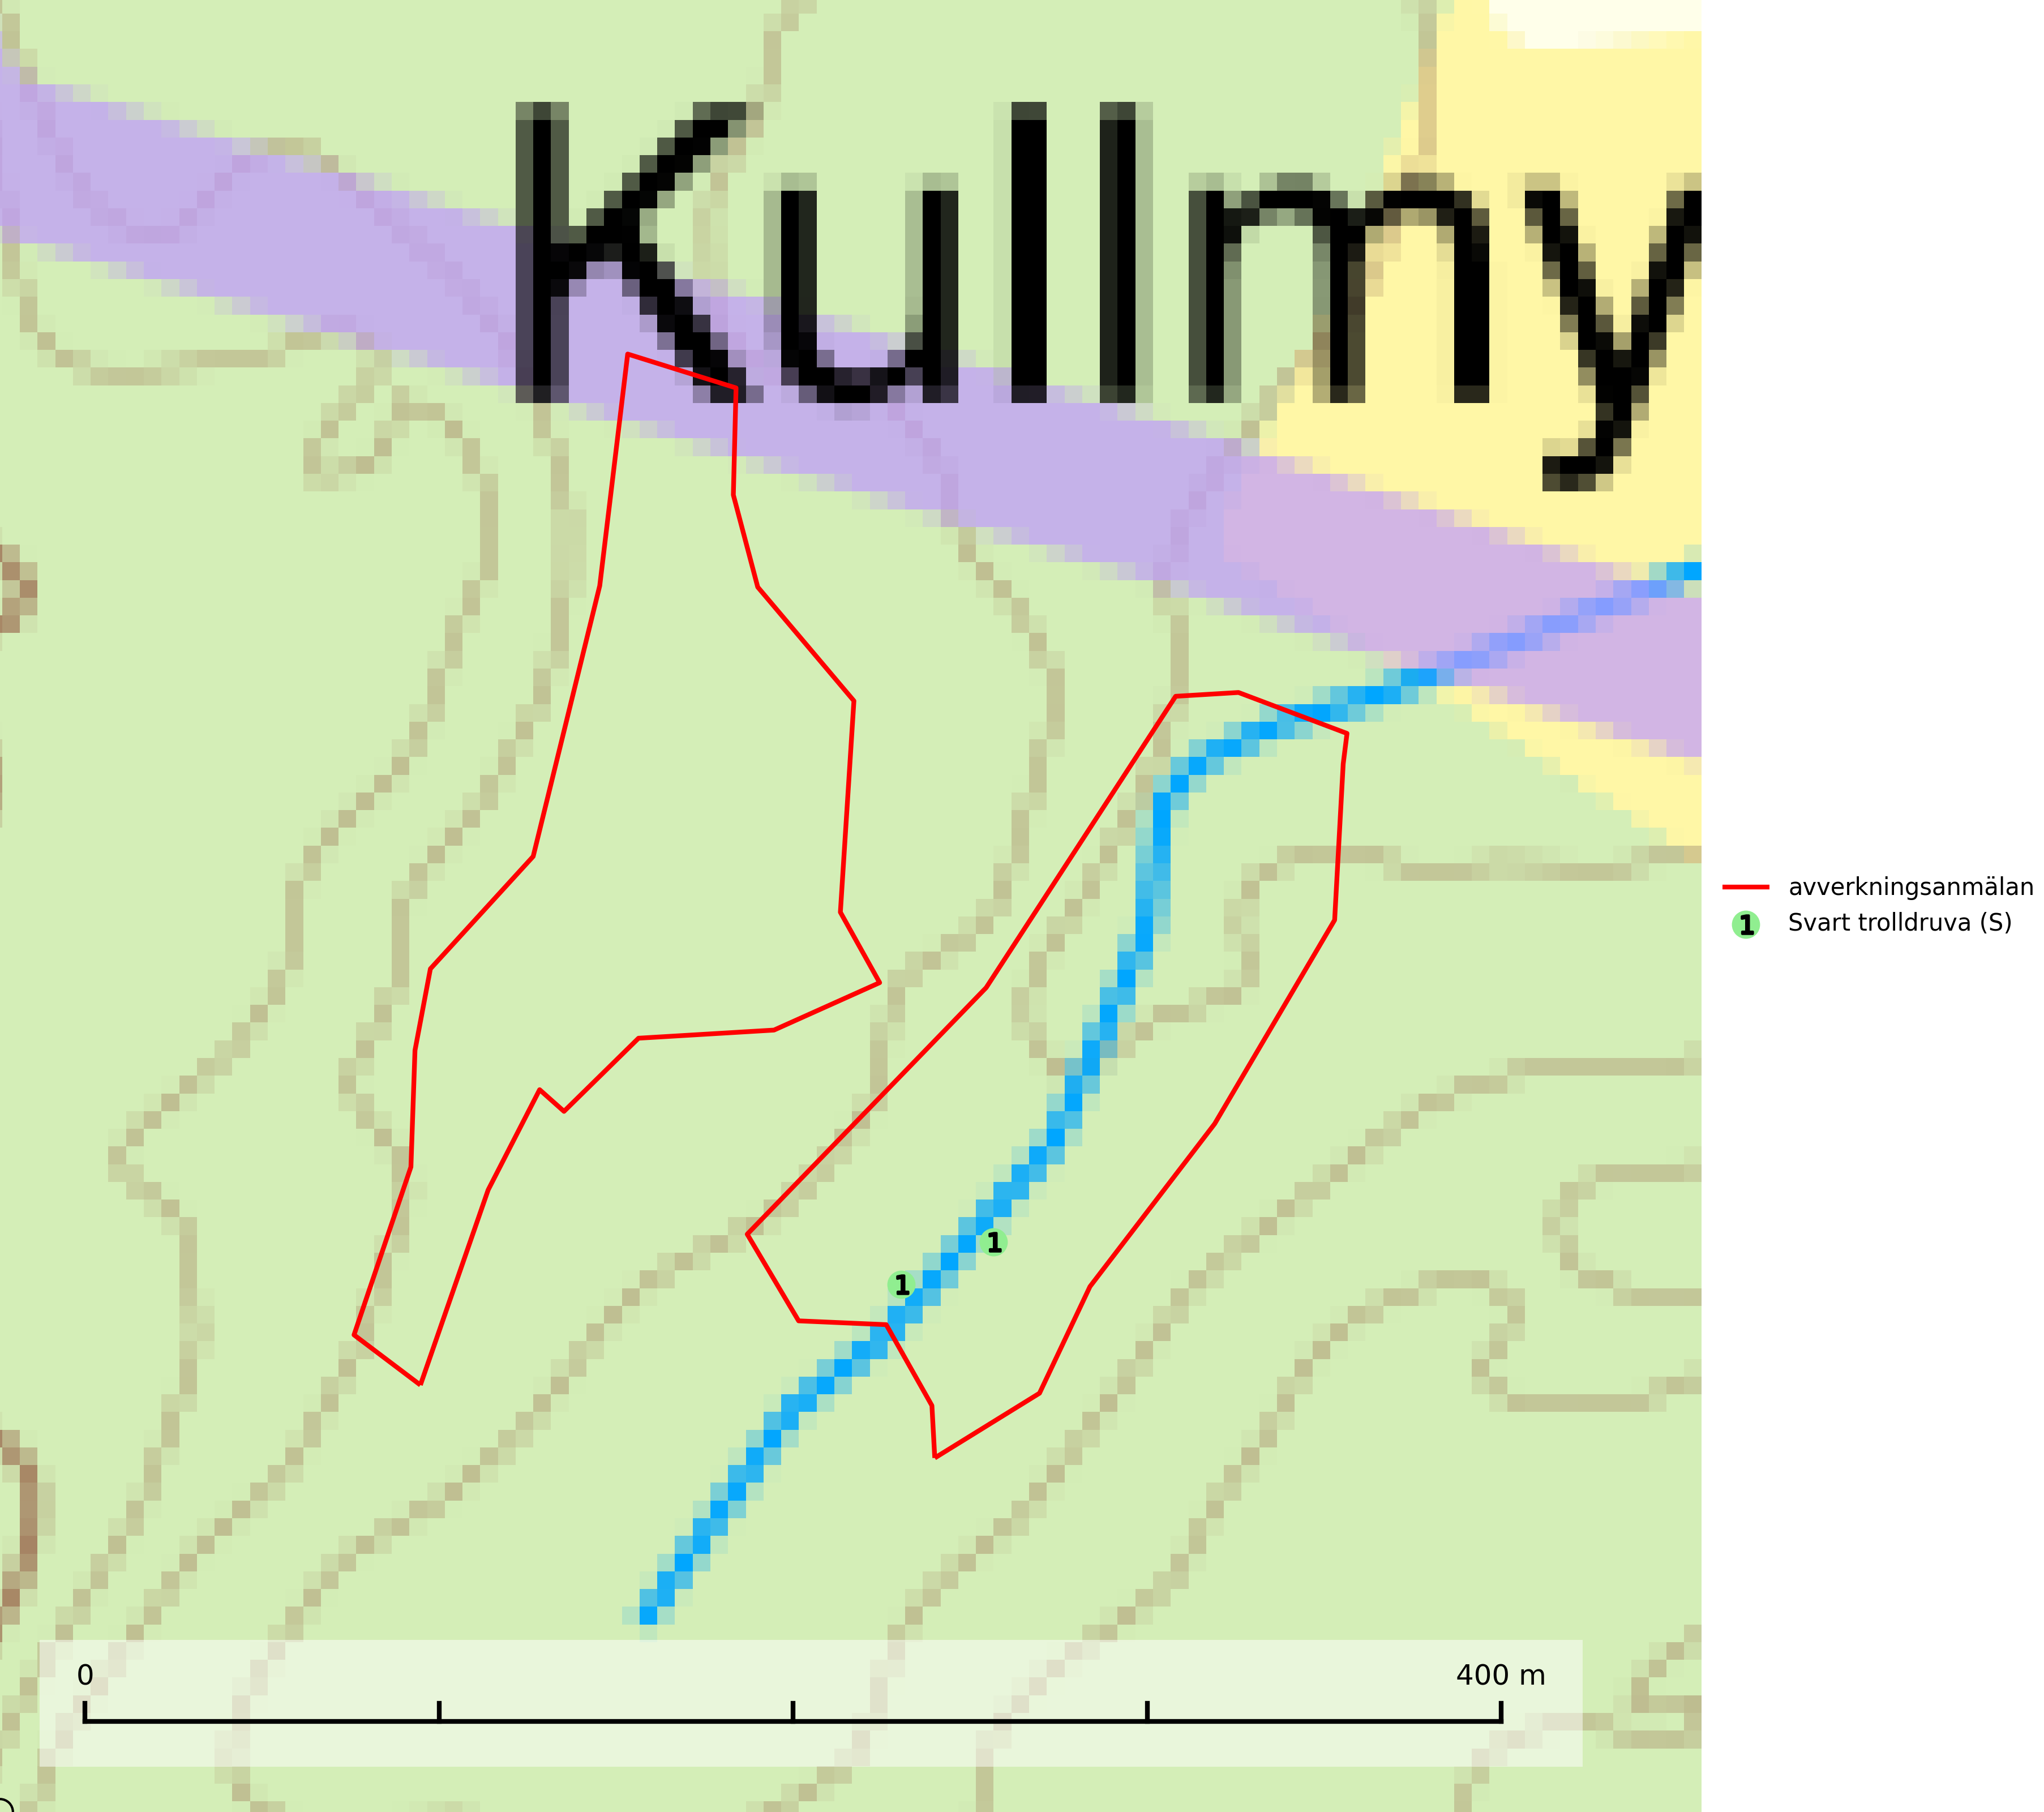 Kullmy
avverkningsanmälan
1 Svart trolldruva (S)
1
1
0 400 m